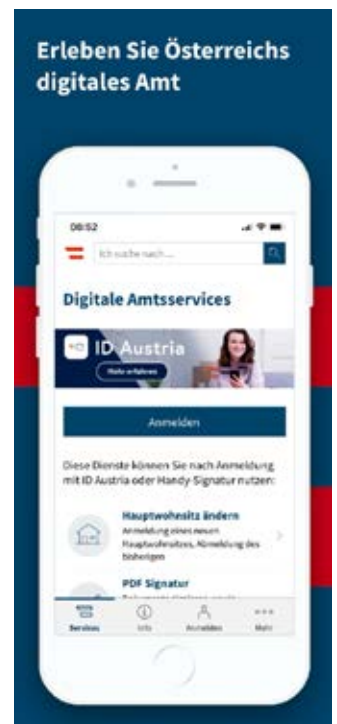 Erleben Sie Österreichs
digitales Amt
08:52
Ich suche nach ...
Digitale Amtsservices
ID Austria
Mehr erfahren
Anmelden
Diese Dienste können Sie nach Anmeldung
mit ID Austria oder Handy-Signatur nutzen:
Hauptwohnsitz ändern
Anmeldung eines neuen
Hauptwohnsitzes, Abmeldung des
bisherigen
PDF Signatur
Services Info Anmelden Mehr